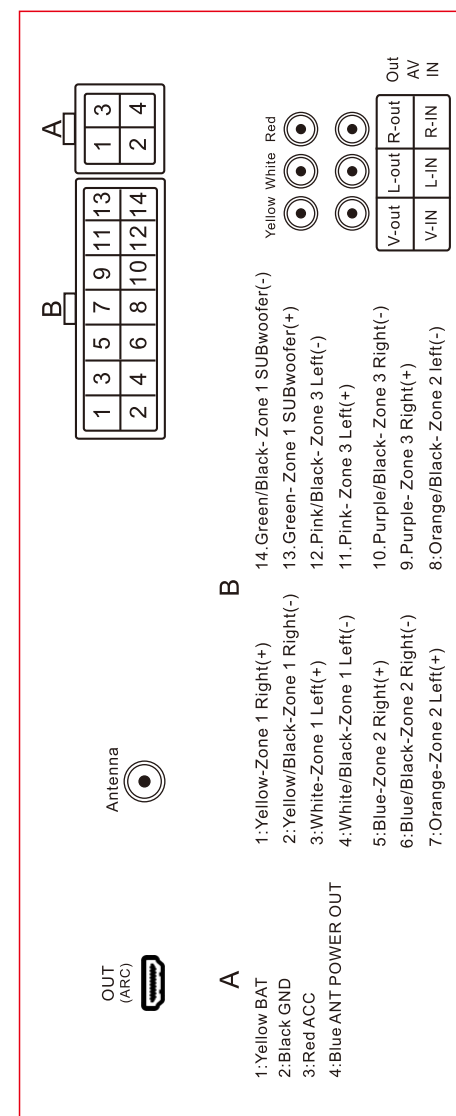 OUT
(ARC)
Antenna
B
1 3 5 7 9 11 13
2 4 6 8 10 12 14
A
1 3
2 4
A
1:Yellow BAT
2:Black GND
3:Red ACC
4:Blue ANT POWER OUT
B
1:Yellow-Zone 1 Right(+)
2:Yellow/Black-Zone 1 Right(-)
3:White-Zone 1 Left(+)
4:White/Black-Zone 1 Left(-)
5:Blue-Zone 2 Right(+)
6:Blue/Black-Zone 2 Right(-)
7:Orange-Zone 2 Left(+)
14.Green/Black- Zone 1 SUBwoofer(-)
13.Green- Zone 1 SUBwoofer(+)
12.Pink/Black- Zone 3 Left(-)
11.Pink- Zone 3 Left(+)
10.Purple/Black- Zone 3 Right(-)
9.Purple- Zone 3 Right(+)
8:Orange/Black- Zone 2 left(-)
Yellow White Red
V-out L-out R-out Out
AV
V-IN L-IN R-IN IN